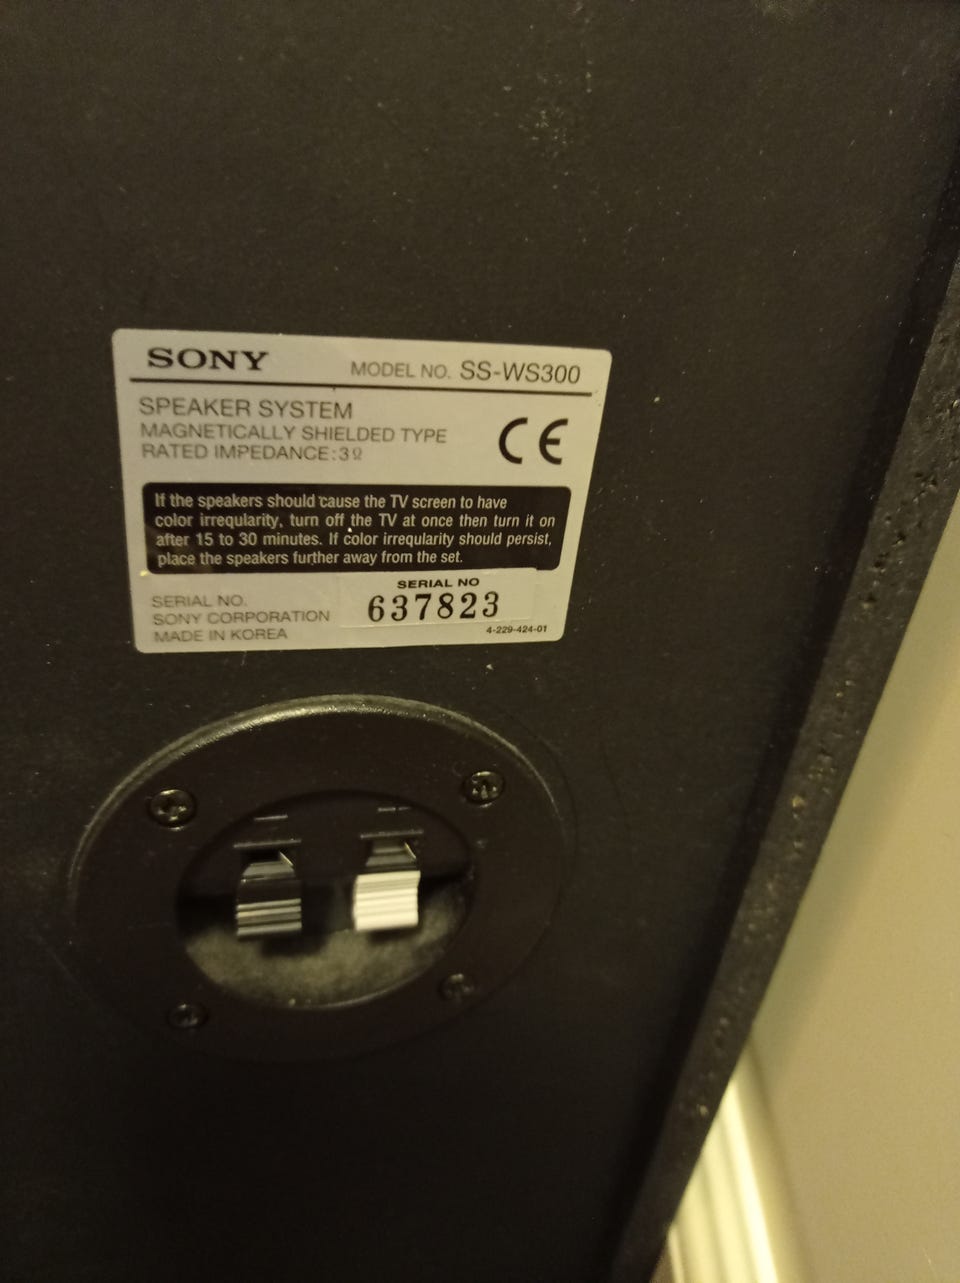 SONY MODEL NO. SS-WS300
SPEAKER SYSTEM
MAGNETICALLY SHIELDED TYPE
RATED IMPEDANCE:3Ω
CE
If the speakers should cause the TV screen to have
color irreqularity, turn off the TV at once then turn it on
after 15 to 30 minutes. If color irreqularity should persist,
place the speakers further away from the set.
SERIAL NO
637823
SERIAL NO.
SONY CORPORATION
MADE IN KOREA
4-229-424-01